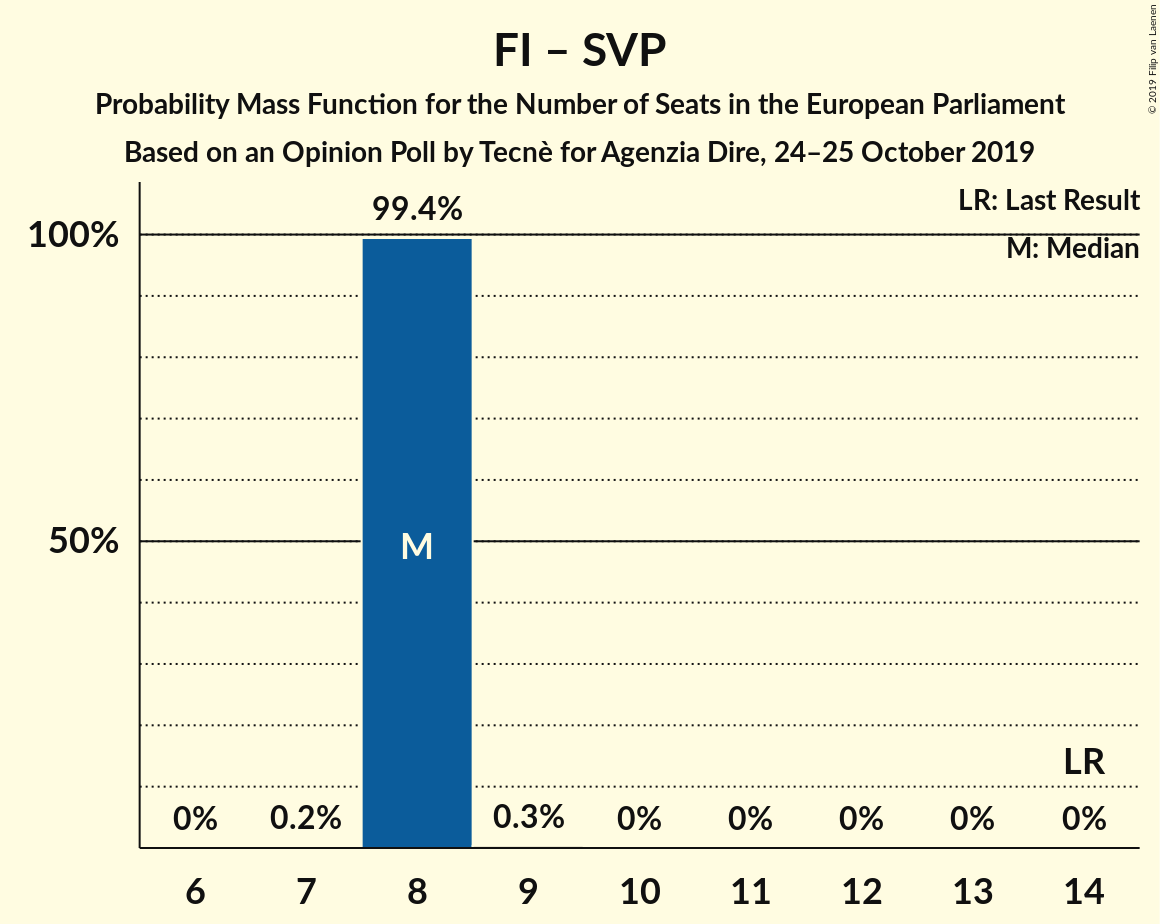 FI – SVP
Probability Mass Function for the Number of Seats in the European Parliament
Based on an Opinion Poll by Tecnè for Agenzia Dire, 24–25 October 2019
© 2019 Filip van Laenen
LR: Last Result
M: Median
100%
50%
99.4%
M
LR
0%
0.2%
0.3%
0%
0%
0%
0%
0%
6
7
8
9
10
11
12
13
14